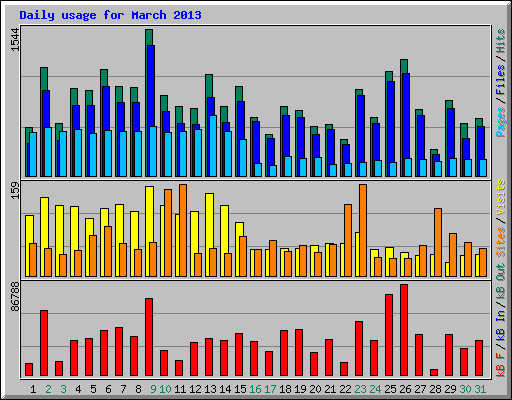 Daily usage for March 2013
1544
Pages / Files / Hits
159
Sites / Visits
86788
kB F / kB In / kB Out
1 2 3 4 5 6 7 8 9 10 11 12 13 14 15 16 17 18 19 20 21 22 23 24 25 26 27 28 29 30 31